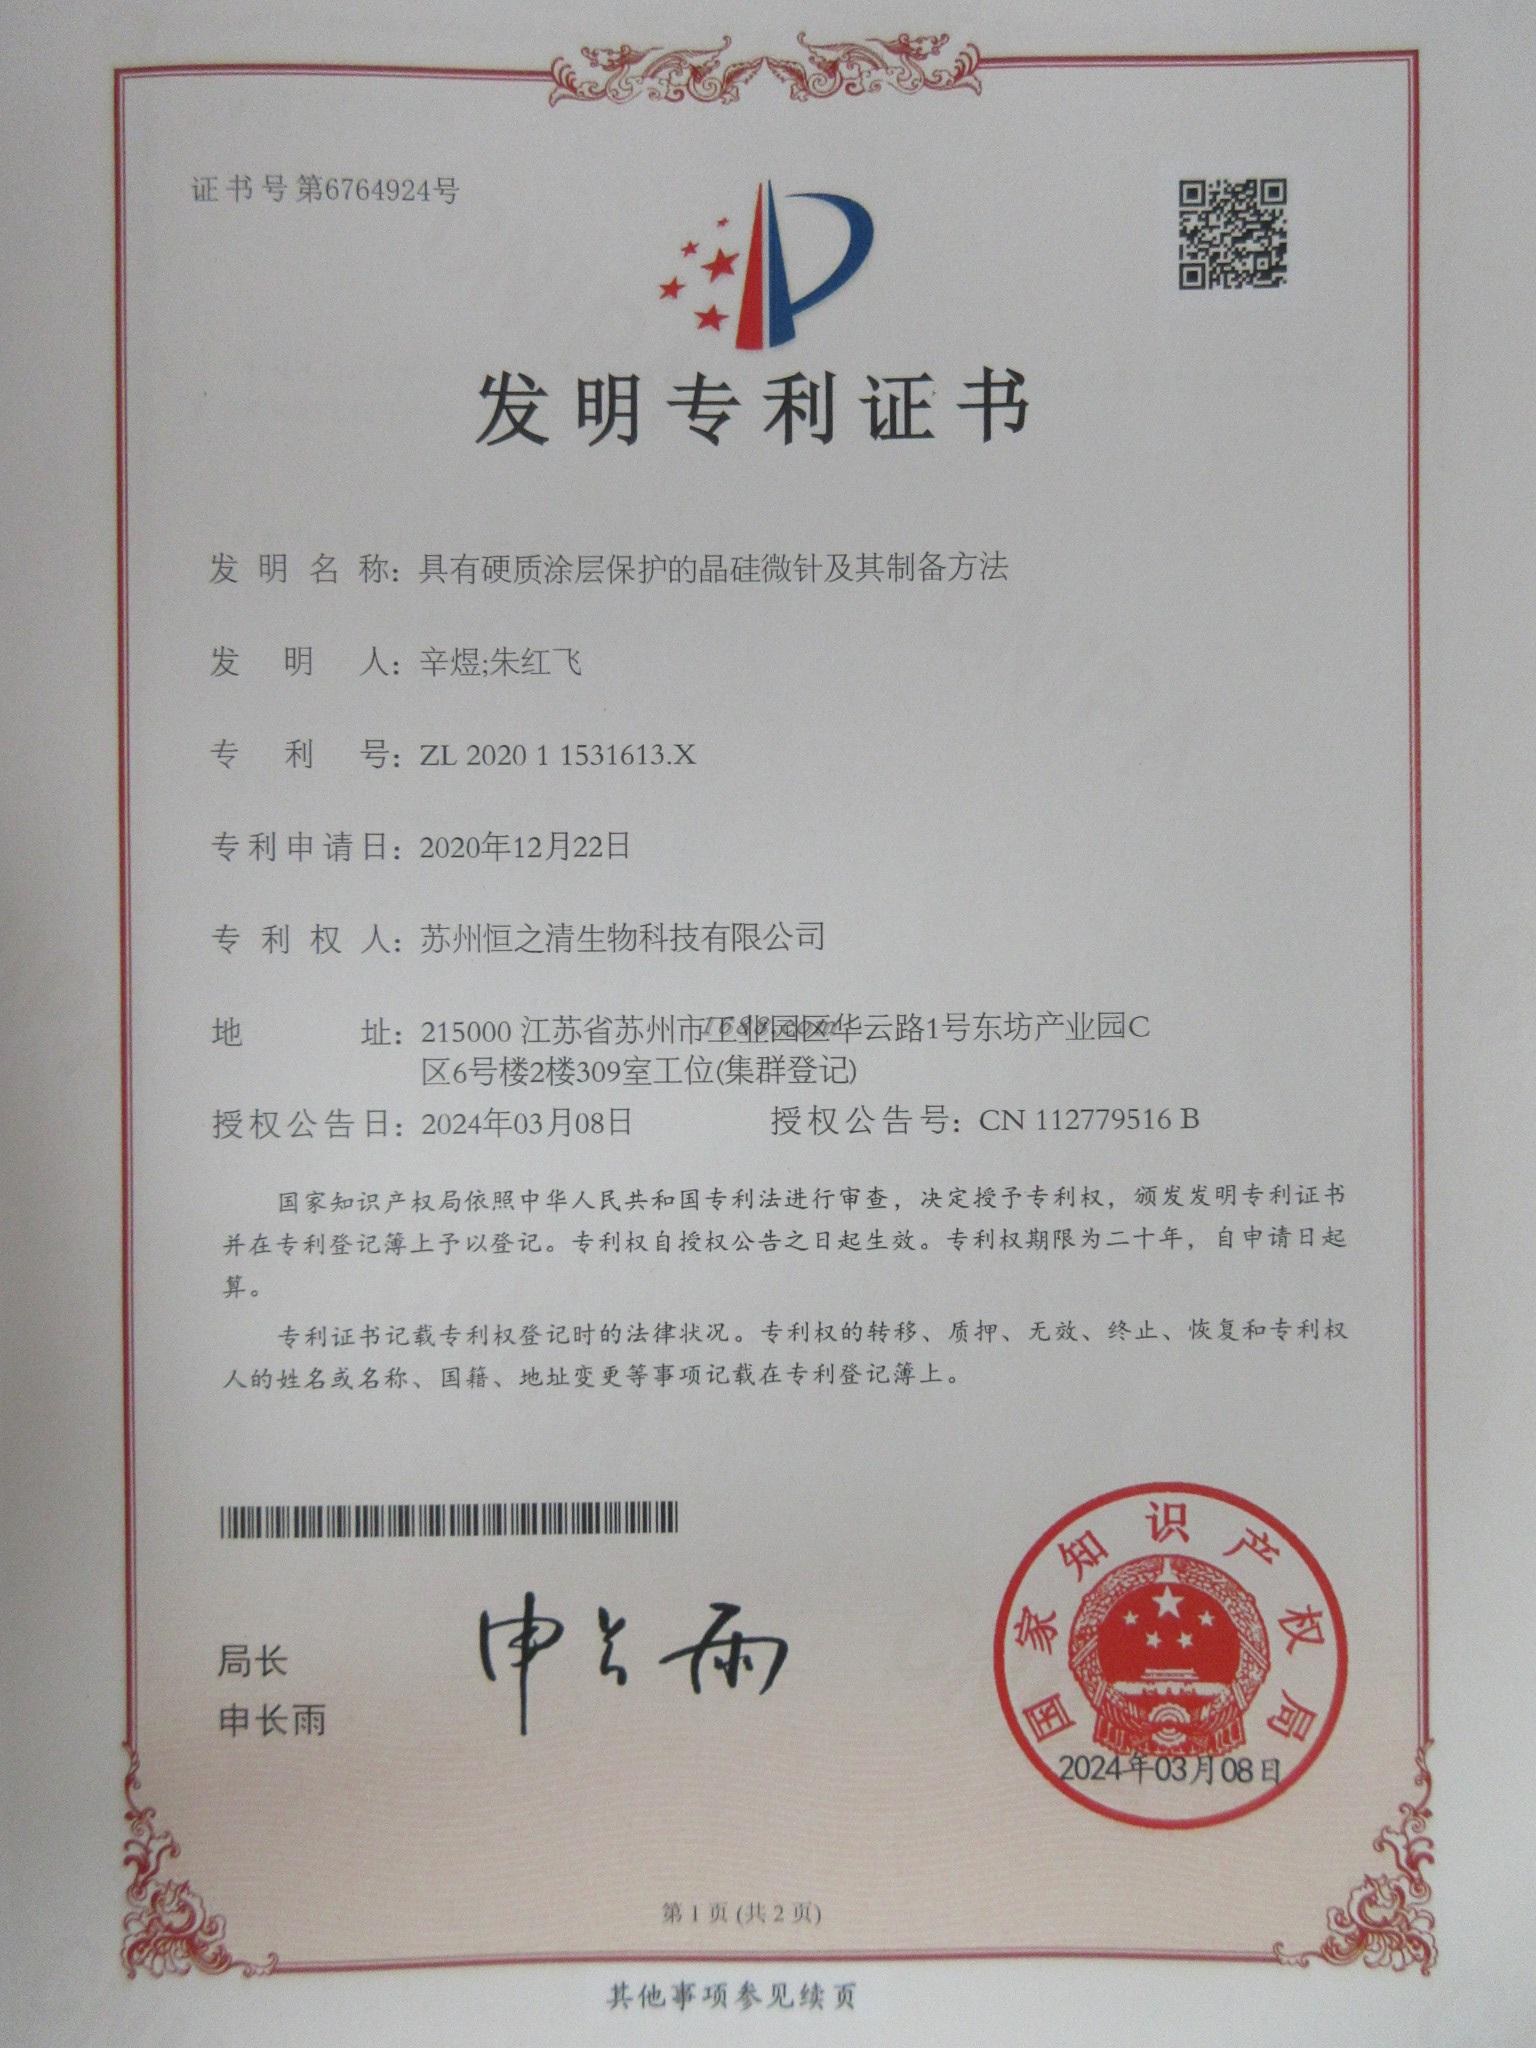 证书号第6764924号
发明专利证书
发明名称：具有硬质涂层保护的晶硅微针及其制备方法
发明人：辛煜;朱红飞
专利号：ZL 2020 1 1531613.X
专利申请日：2020年12月22日
专利权人：苏州恒之清生物科技有限公司
地址：215000 江苏省苏州市工业园区华云路1号东坊产业园C
区6号楼2楼309室工位(集群登记)
1688.com
授权公告日：2024年03月08日 授权公告号：CN 112779516 B
国家知识产权局依照中华人民共和国专利法进行审查，决定授予专利权，颁发发明专利证书
并在专利登记簿上予以登记。专利权自授权公告之日起生效。专利权期限为二十年，自申请日起
算。
专利证书记载专利权登记时的法律状况。专利权的转移、质押、无效、终止、恢复和专利权
人的姓名或名称、国籍、地址变更等事项记载在专利登记簿上。
局长
申长雨
申长雨
国家知识产权局
2024年03月08日
第 1 页 (共 2 页)
其他事项参见续页